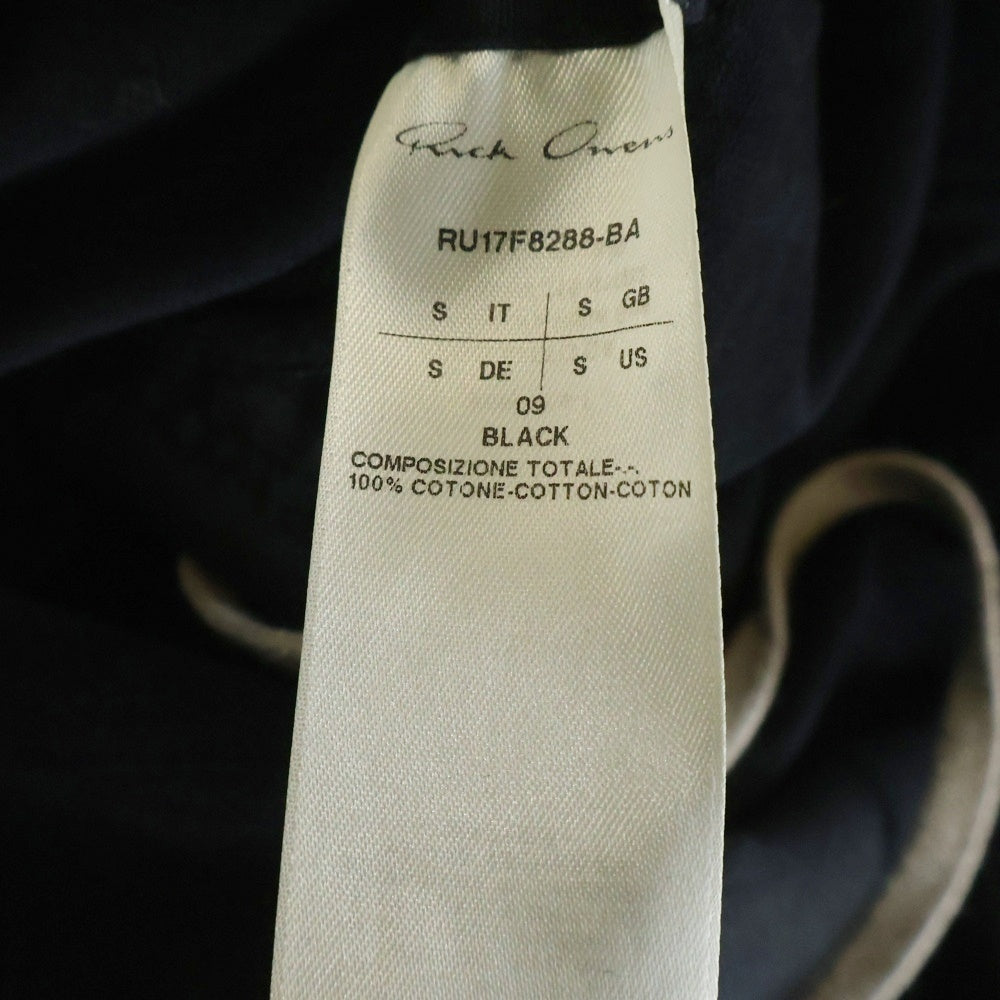 Rick Owens
RU17F8288-BA
S IT S GB
S DE S US
09
BLACK
COMPOSIZIONE TOTALE-.-.
100% COTONE-COTTON-COTON